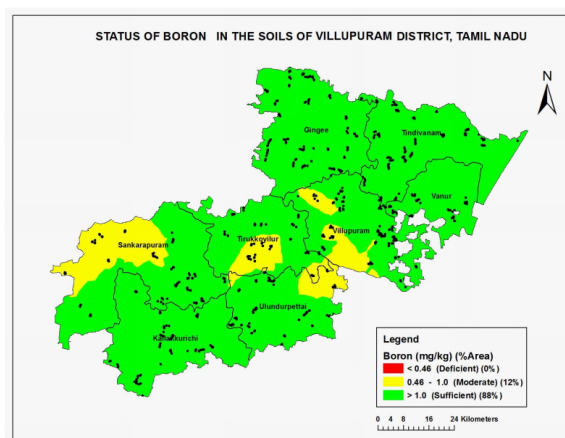 STATUS OF BORON IN THE SOILS OF VILLUPURAM DISTRICT, TAMIL NADU
N
Gingee
Tindivanam
Vanur
Villupuram
Tirukkovilur
Sankarapuram
Ulundurpettai
Kallakkurichi
Legend
Boron (mg/kg) (%Area)
< 0.46 (Deficient) (0%)
0.46 - 1.0 (Moderate) (12%)
> 1.0 (Sufficient) (88%)
0 4 8 16 24 Kilometers